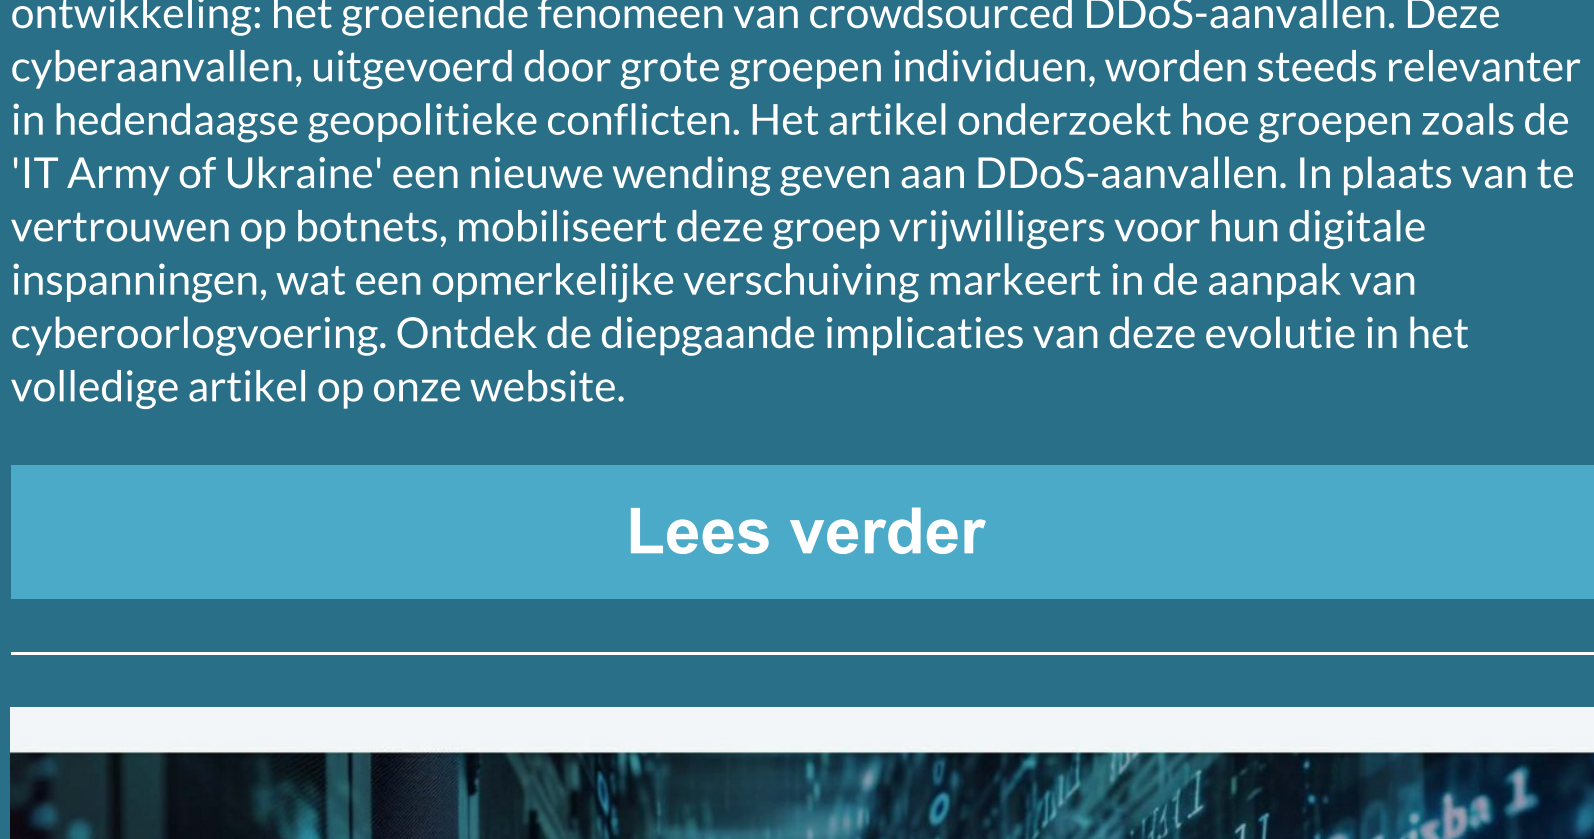 ontwikkeling: het groeiende fenomeen van crowdsourced DDoS-aanvallen. Deze
cyberaanvallen, uitgevoerd door grote groepen individuen, worden steeds relevanter
in hedendaagse geopolitieke conflicten. Het artikel onderzoekt hoe groepen zoals de
'IT Army of Ukraine' een nieuwe wending geven aan DDoS-aanvallen. In plaats van te
vertrouwen op botnets, mobiliseert deze groep vrijwilligers voor hun digitale
inspanningen, wat een opmerkelijke verschuiving markeert in de aanpak van
cyberoorlogvoering. Ontdek de diepgaande implicaties van deze evolutie in het
volledige artikel op onze website.
Lees verder